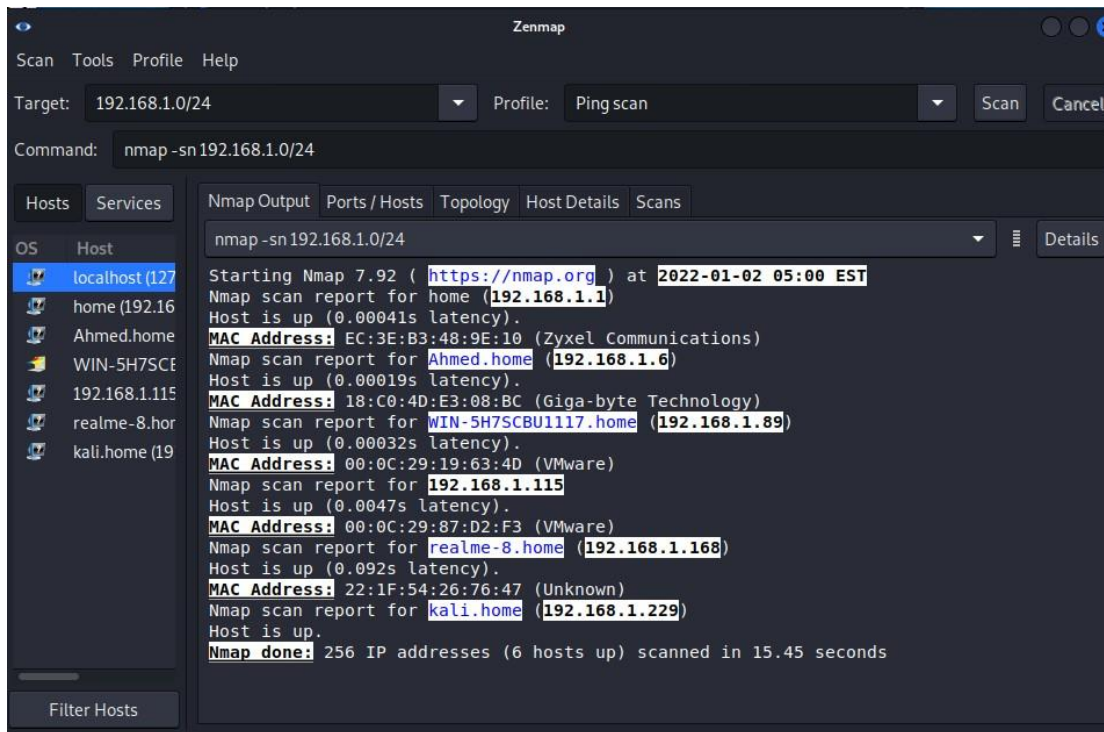 Zenmap
Scan Tools Profile Help
Target: 192.168.1.0/24 Profile: Ping scan Scan Cancel
Command: nmap -sn 192.168.1.0/24
Hosts Services Nmap Output Ports / Hosts Topology Host Details Scans
OS Host nmap -sn 192.168.1.0/24 Details
localhost (127
home (192.16
Ahmed.home
WIN-5H7SCE
192.168.1.115
realme-8.hor
kali.home (19
Filter Hosts
Starting Nmap 7.92 ( https://nmap.org ) at 2022-01-02 05:00 EST
Nmap scan report for home (192.168.1.1)
Host is up (0.00041s latency).
MAC Address: EC:3E:B3:48:9E:10 (Zyxel Communications)
Nmap scan report for Ahmed.home (192.168.1.6)
Host is up (0.00019s latency).
MAC Address: 18:C0:4D:E3:08:BC (Giga-byte Technology)
Nmap scan report for WIN-5H7SCBU1117.home (192.168.1.89)
Host is up (0.00032s latency).
MAC Address: 00:0C:29:19:63:4D (VMware)
Nmap scan report for 192.168.1.115
Host is up (0.0047s latency).
MAC Address: 00:0C:29:87:D2:F3 (VMware)
Nmap scan report for realme-8.home (192.168.1.168)
Host is up (0.092s latency).
MAC Address: 22:1F:54:26:76:47 (Unknown)
Nmap scan report for kali.home (192.168.1.229)
Host is up.
Nmap done: 256 IP addresses (6 hosts up) scanned in 15.45 seconds